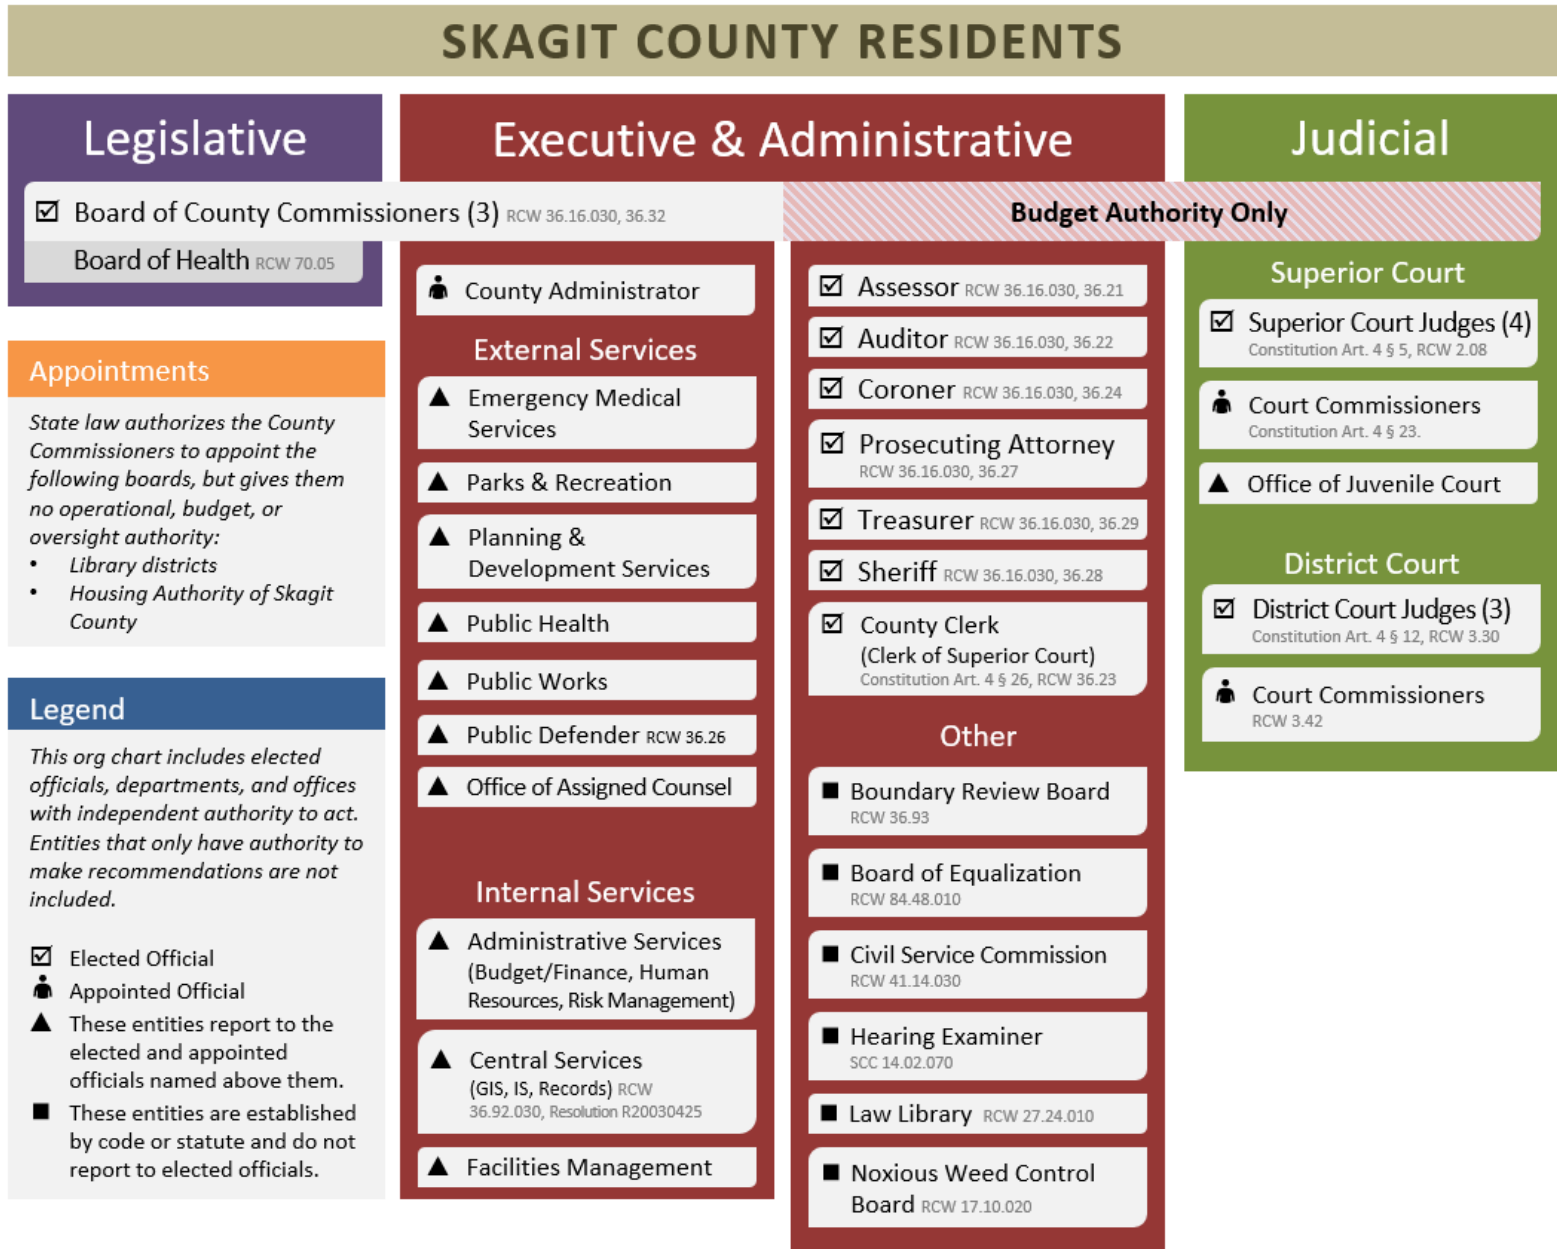 SKAGIT COUNTY RESIDENTS
Legislative
Board of County Commissioners (3) RCW 36.16.030, 36.32
Board of Health RCW 70.05
Appointments
State law authorizes the County
Commissioners to appoint the
following boards, but gives them
no operational, budget, or
oversight authority:
• Library districts
• Housing Authority of Skagit
County
Legend
This org chart includes elected
officials, departments, and offices
with independent authority to act.
Entities that only have authority to
make recommendations are not
included.
Elected Official
Appointed Official
These entities report to the
elected and appointed
officials named above them.
These entities are established
by code or statute and do not
report to elected officials.
Executive & Administrative
County Administrator
External Services
Emergency Medical
Services
Parks & Recreation
Planning &
Development Services
Public Health
Public Works
Public Defender RCW 36.26
Office of Assigned Counsel
Internal Services
Administrative Services
(Budget/Finance, Human
Resources, Risk Management)
Central Services
(GIS, IS, Records) RCW
36.92.030, Resolution R20030425
Facilities Management
Budget Authority Only
Assessor RCW 36.16.030, 36.21
Auditor RCW 36.16.030, 36.22
Coroner RCW 36.16.030, 36.24
Prosecuting Attorney
RCW 36.16.030, 36.27
Treasurer RCW 36.16.030, 36.29
Sheriff RCW 36.16.030, 36.28
County Clerk
(Clerk of Superior Court)
Constitution Art. 4 § 26, RCW 36.23
Other
Boundary Review Board
RCW 36.93
Board of Equalization
RCW 84.48.010
Civil Service Commission
RCW 41.14.030
Hearing Examiner
SCC 14.02.070
Law Library RCW 27.24.010
Noxious Weed Control
Board RCW 17.10.020
Judicial
Superior Court
Superior Court Judges (4)
Constitution Art. 4 § 5, RCW 2.08
Court Commissioners
Constitution Art. 4 § 23.
Office of Juvenile Court
District Court
District Court Judges (3)
Constitution Art. 4 § 12, RCW 3.30
Court Commissioners
RCW 3.42